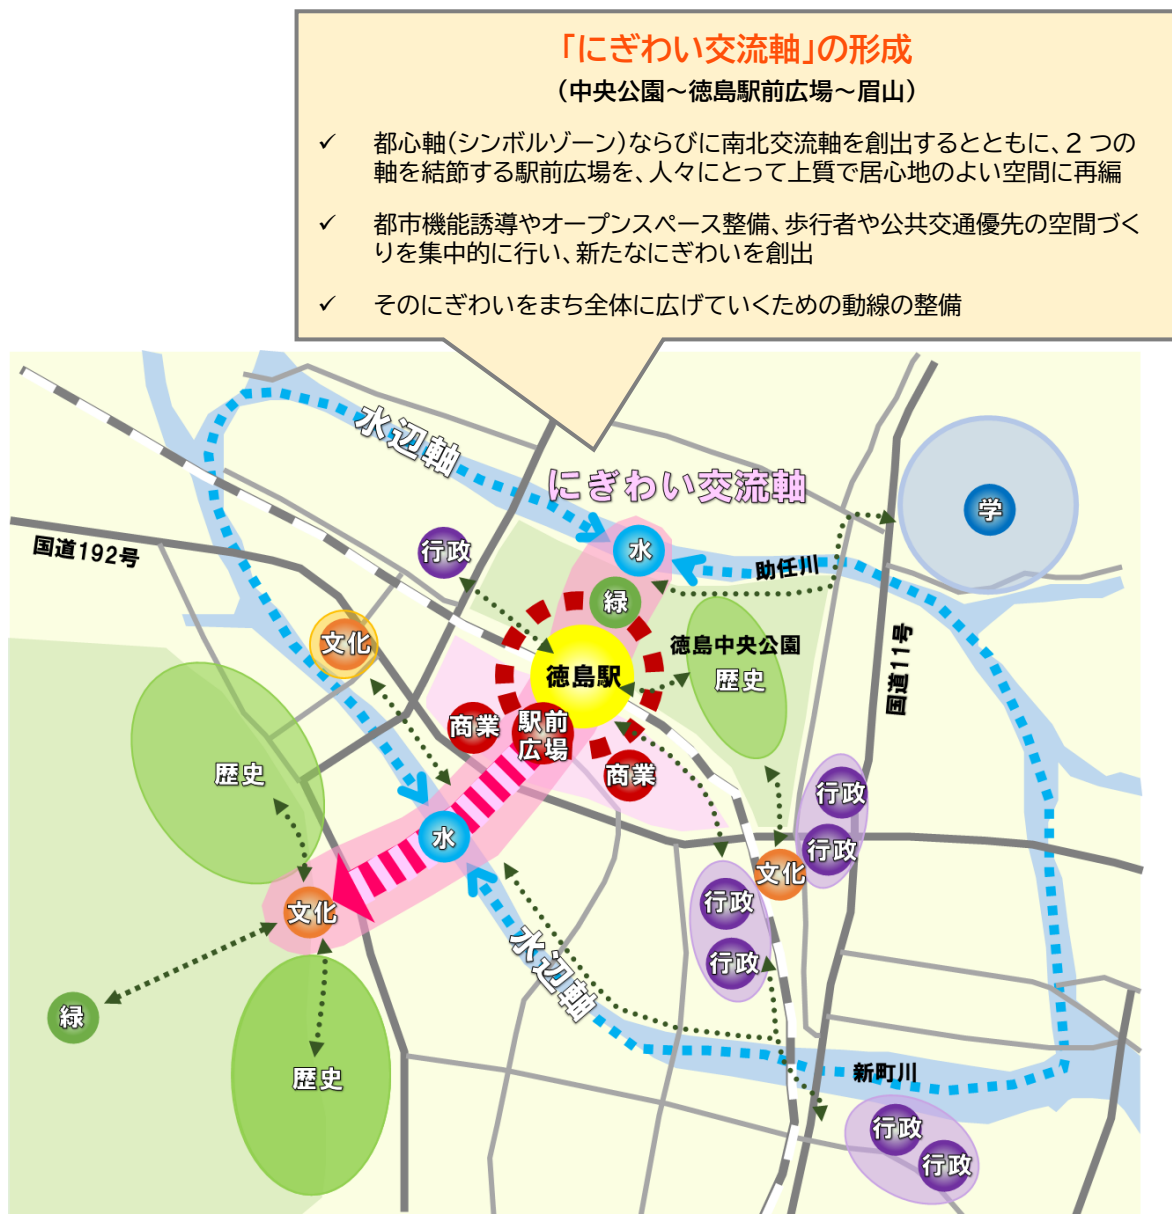 「にぎわい交流軸」の形成
(中央公園～徳島駅前広場～眉山)
✓ 都心軸(シンボルゾーン)ならびに南北交流軸を創出するとともに、2つの
軸を結節する駅前広場を、人々にとって上質で居心地のよい空間に再編
✓ 都市機能誘導やオープンスペース整備、歩行者や公共交通優先の空間づく
りを集中的に行い、新たなにぎわいを創出
✓ そのにぎわいをまち全体に広げていくための動線の整備
水辺軸
にぎわい交流軸
学
国道192号
行政
水
助任川
緑
文化
徳島中央公園
国道11号
徳島駅
歴史
商業
駅前
広場
商業
歴史
行政
水
行政
文化
行政
文化
行政
水辺軸
緑
歴史
新町川
行政
行政